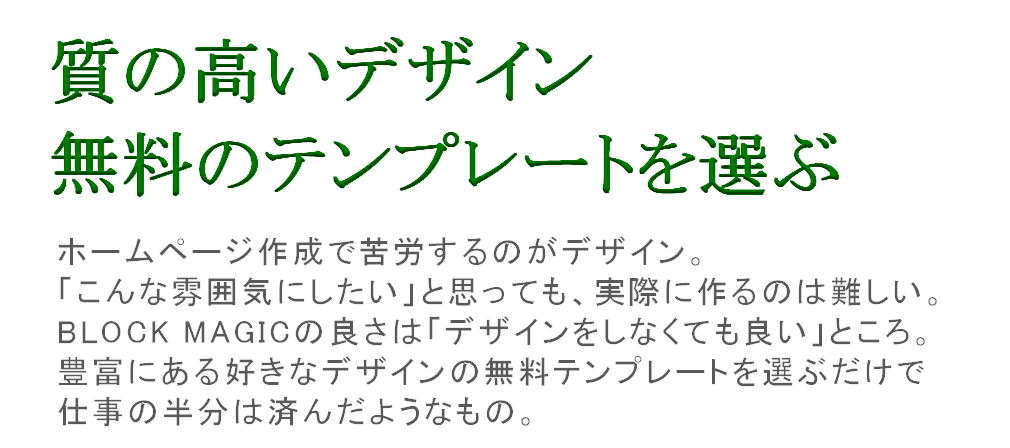 質の高いデザイン
無料のテンプレートを選ぶ
ホームページ作成で苦労するのがデザイン。
「こんな雰囲気にしたい」と思っても、実際に作るのは難しい。
BLOCK MAGICの良さは「デザインをしなくても良い」ところ。
豊富にある好きなデザインの無料テンプレートを選ぶだけで
仕事の半分は済んだようなもの。